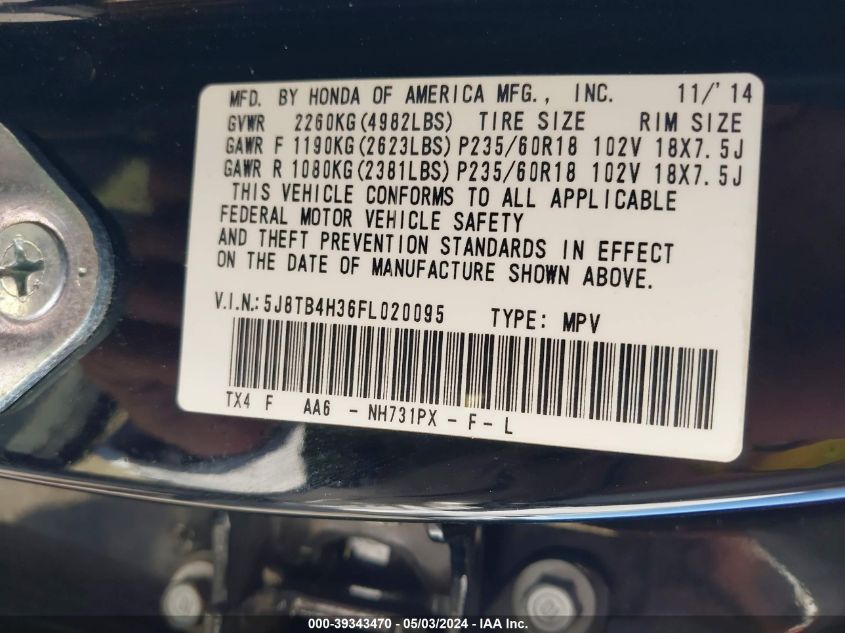 MFD. BY HONDA OF AMERICA MFG., INC. 11/'14
GVWR 2260KG(4982LBS) TIRE SIZE RIM SIZE
GAWR F 1190KG(2623LBS) P235/60R18 102V 18X7.5J
GAWR R 1080KG(2381LBS) P235/60R18 102V 18X7.5J
THIS VEHICLE CONFORMS TO ALL APPLICABLE
FEDERAL MOTOR VEHICLE SAFETY
AND THEFT PREVENTION STANDARDS IN EFFECT
ON THE DATE OF MANUFACTURE SHOWN ABOVE.
V.I.N.:5J8TB4H36FL020095 TYPE: MPV
TX4 F AA6 - NH731PX - F - L
000-39343470 - 05/03/2024 - IAA Inc.